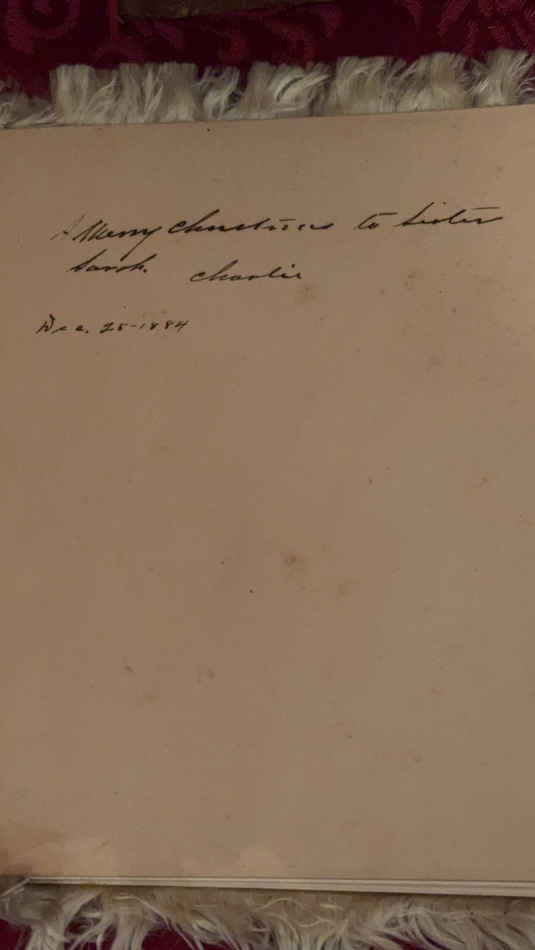 A Merry Christmas to Sister
Sarah. Charlie
Dec. 25-1884